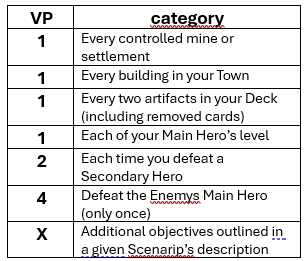 VP category
1 Every controlled mine or
settlement
1 Every building in your Town
1 Every two artifacts in your Deck
(including removed cards)
1 Each of your Main Hero's level
2 Each time you defeat a
Secondary Hero
4 Defeat the Enemys Main Hero
(only once)
X Additional objectives outlined in
a given Scenarip's description